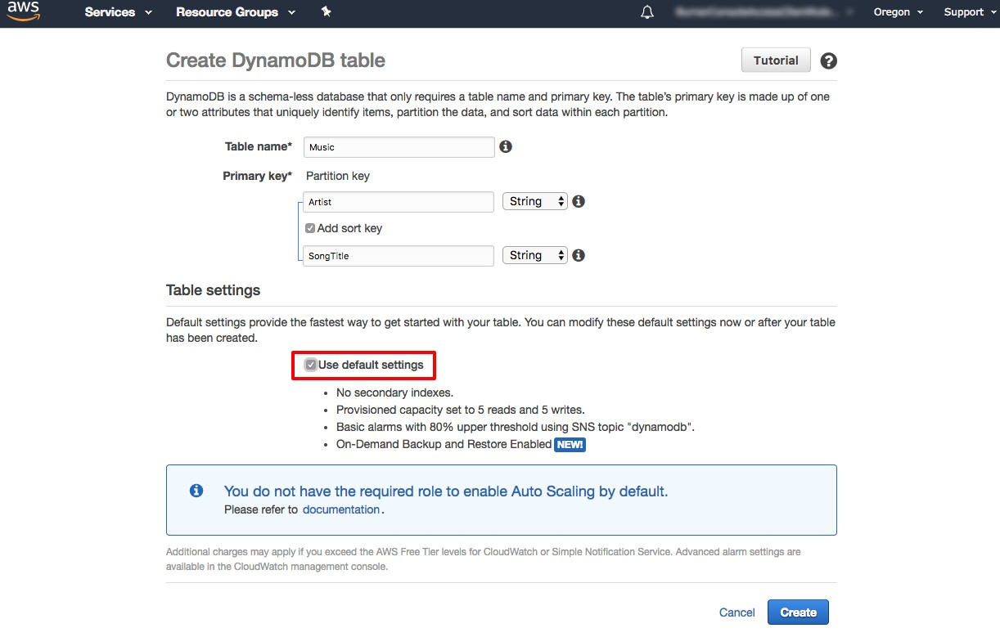 aws Services Resource Groups Oregon Support
Create DynamoDB table Tutorial ?
DynamoDB is a schema-less database that only requires a table name and primary key. The table's primary key is made up of one
or two attributes that uniquely identify items, partition the data, and sort data within each partition.
Table name* Music
Primary key* Partition key
Artist String
Add sort key
SongTitle String
Table settings
Default settings provide the fastest way to get started with your table. You can modify these default settings now or after your table
has been created.
Use default settings
• No secondary indexes.
• Provisioned capacity set to 5 reads and 5 writes.
• Basic alarms with 80% upper threshold using SNS topic "dynamodb".
• On-Demand Backup and Restore Enabled NEW!
You do not have the required role to enable Auto Scaling by default.
Please refer to documentation.
Additional charges may apply if you exceed the AWS Free Tier levels for CloudWatch or Simple Notification Service. Advanced alarm settings are
available in the CloudWatch management console.
Cancel Create